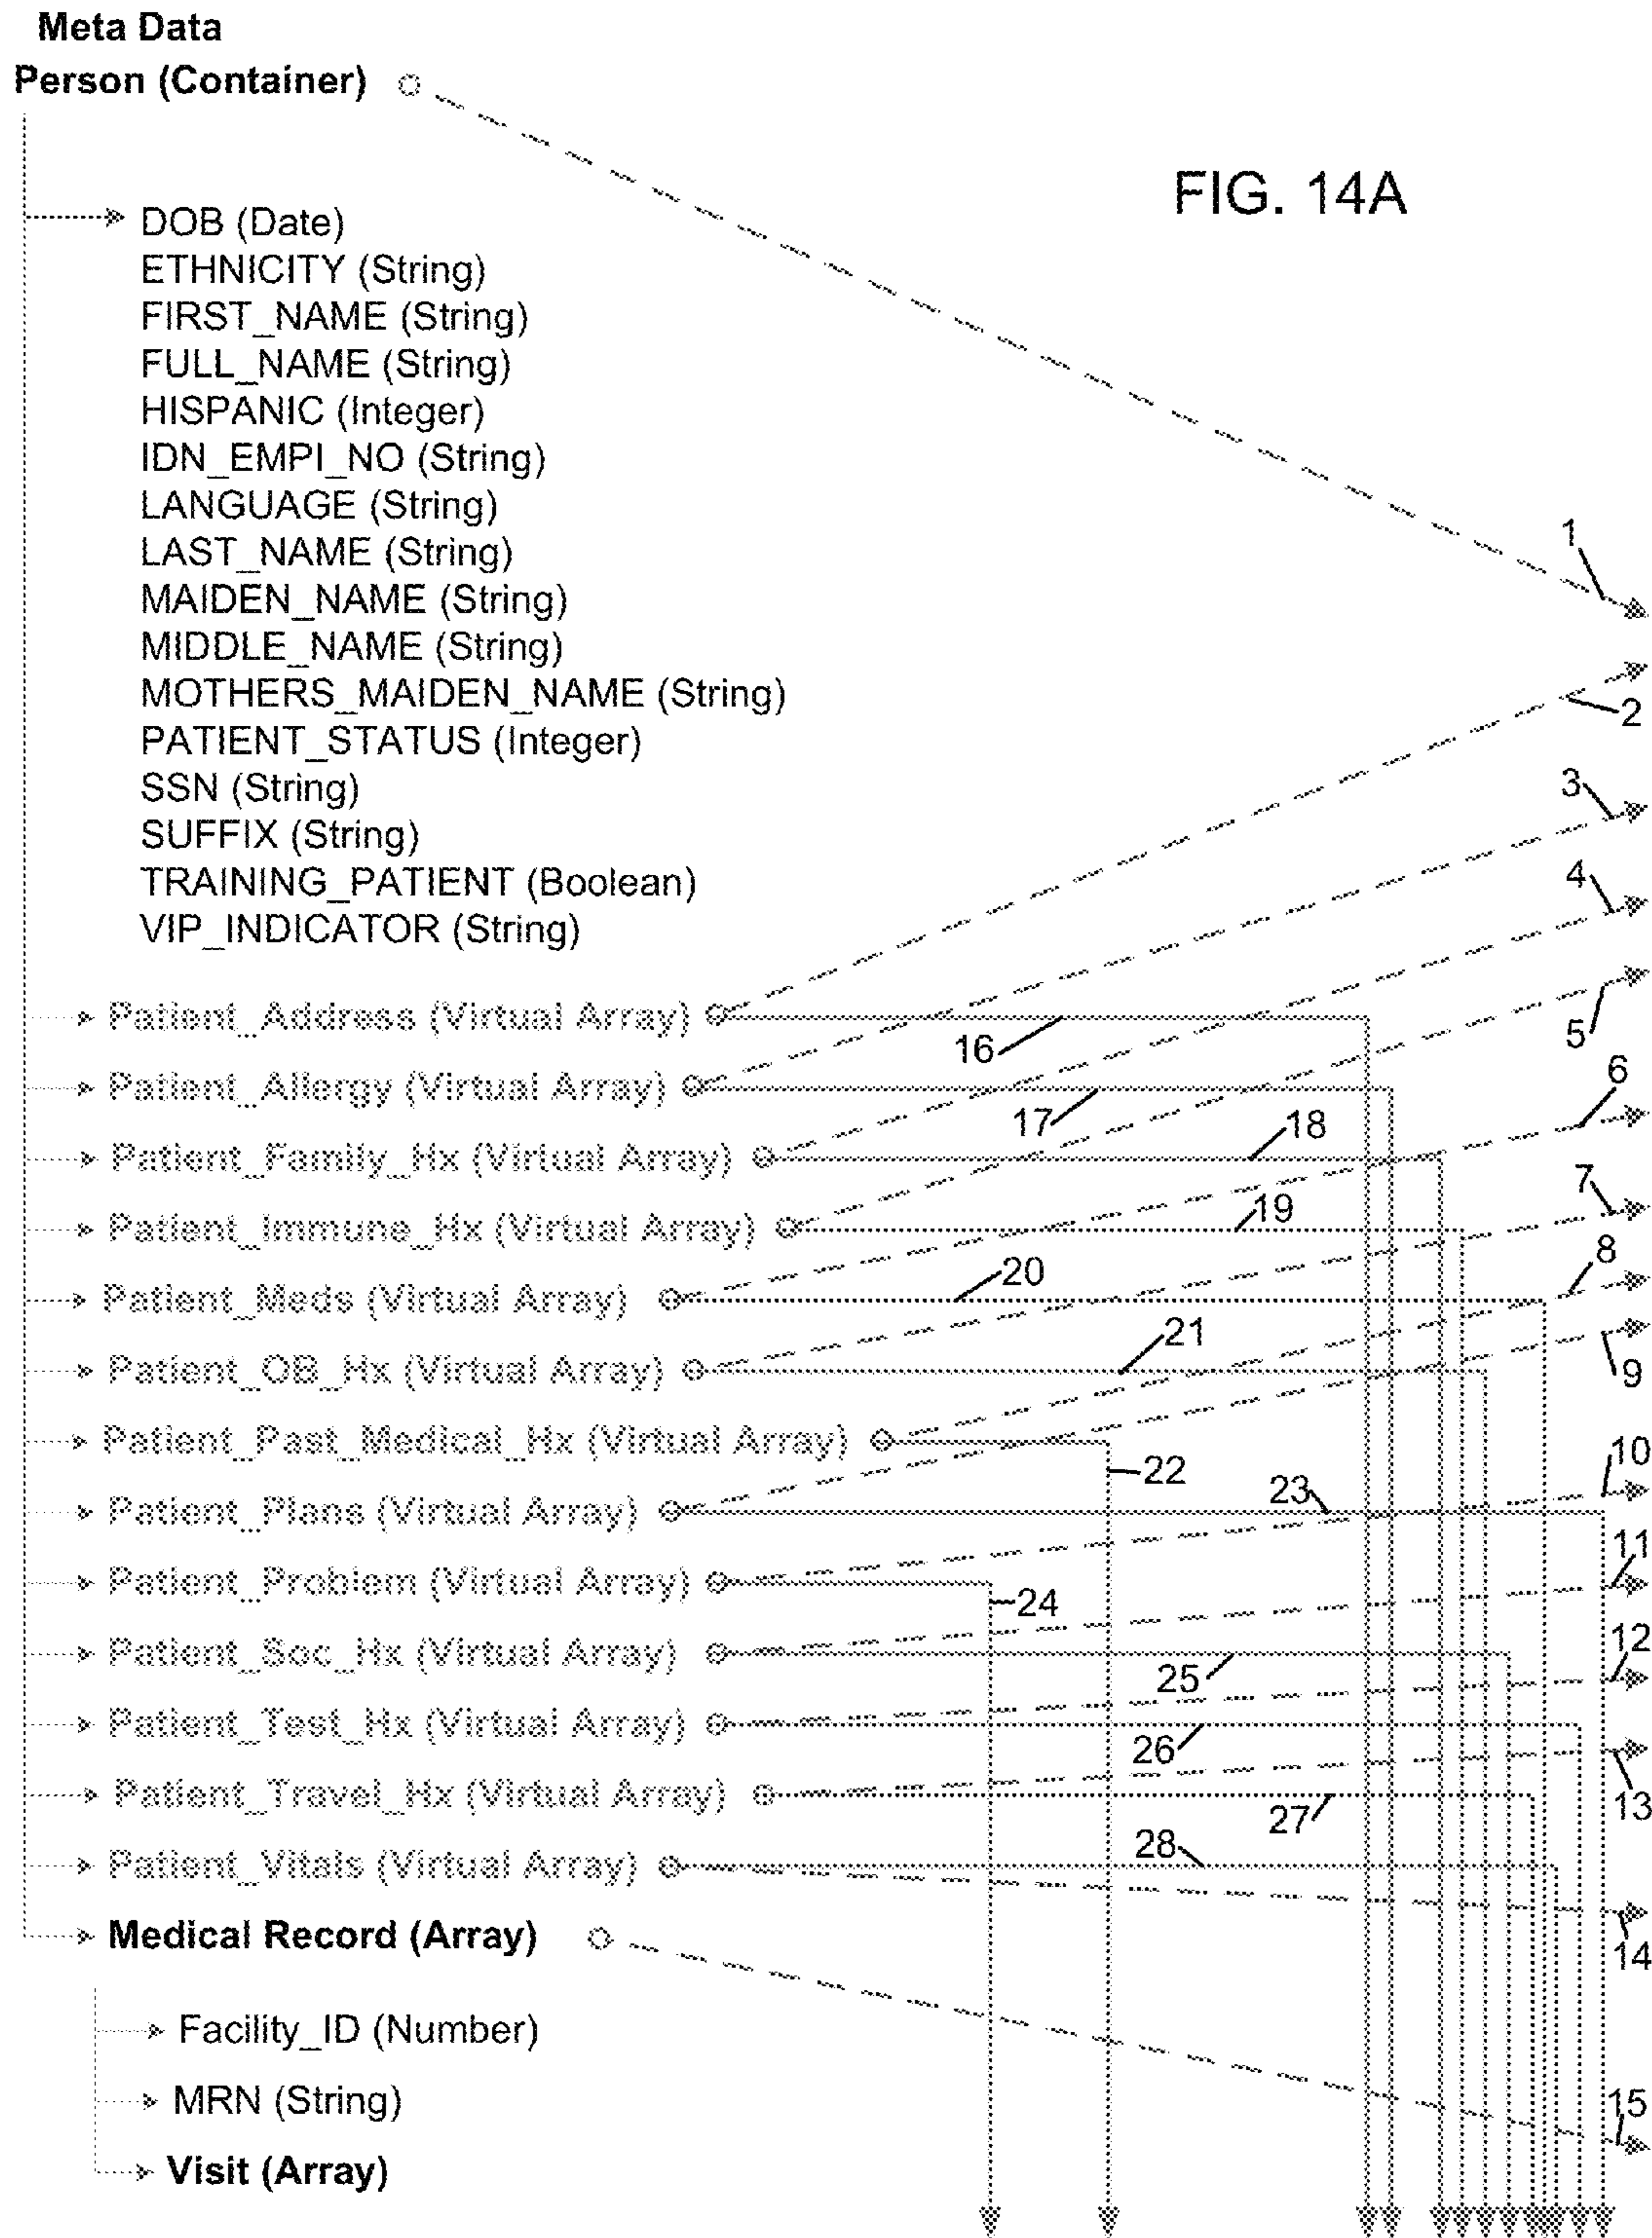 Meta Data
Person (Container)
FIG. 14A
DOB (Date)
ETHNICITY (String)
FIRST_NAME (String)
FULL_NAME (String)
HISPANIC (Integer)
IDN_EMPI_NO (String)
LANGUAGE (String)
1
LAST_NAME (String)
MAIDEN_NAME (String)
MIDDLE_NAME (String)
MOTHERS_MAIDEN_NAME (String)
2
PATIENT_STATUS (Integer)
SSN (String)
3
SUFFIX (String)
TRAINING_PATIENT (Boolean)
4
VIP_INDICATOR (String)
Patient_Address (Virtual Array)
16
5
Patient_Allergy (Virtual Array)
17
18
6
Patient_Family_Hx (Virtual Array)
7
Patient_Immune_Hx (Virtual Array)
19
8
Patient_Meds (Virtual Array)
20
21
Patient_OB_Hx (Virtual Array)
9
Patient_Past_Medical_Hx (Virtual Array)
22
10
Patient_Plans (Virtual Array)
23
11
Patient_Problem (Virtual Array)
24
12
Patient_Soc_Hx (Virtual Array)
25
Patient_Test_Hx (Virtual Array)
26
Patient_Travel_Hx (Virtual Array)
27
13
Patient_Vitals (Virtual Array)
28
Medical Record (Array)
14
Facility_ID (Number)
MRN (String)
15
Visit (Array)